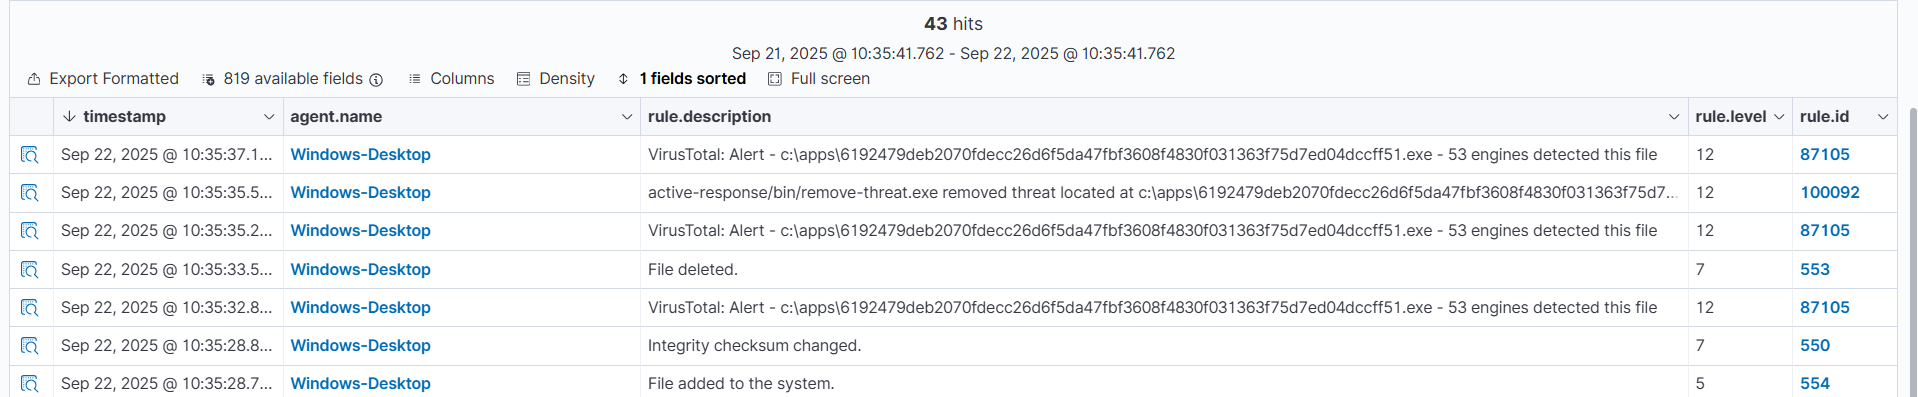 43 hits
Sep 21, 2025 @ 10:35:41.762 - Sep 22, 2025 @ 10:35:41.762
Export Formatted 819 available fields Columns Density 1 fields sorted Full screen
timestamp agent.name rule.description rule.level rule.id
Sep 22, 2025 @ 10:35:37.1... Windows-Desktop VirusTotal: Alert - c:\apps\6192479deb2070fdecc26d6f5da47fbf3608f4830f031363f75d7ed04dccff51.exe - 53 engines detected this file 12 87105
Sep 22, 2025 @ 10:35:35.5... Windows-Desktop active-response/bin/remove-threat.exe removed threat located at c:\apps\6192479deb2070fdecc26d6f5da47fbf3608f4830f031363f75d7... 12 100092
Sep 22, 2025 @ 10:35:35.2... Windows-Desktop VirusTotal: Alert - c:\apps\6192479deb2070fdecc26d6f5da47fbf3608f4830f031363f75d7ed04dccff51.exe - 53 engines detected this file 12 87105
Sep 22, 2025 @ 10:35:33.5... Windows-Desktop File deleted. 7 553
Sep 22, 2025 @ 10:35:32.8... Windows-Desktop VirusTotal: Alert - c:\apps\6192479deb2070fdecc26d6f5da47fbf3608f4830f031363f75d7ed04dccff51.exe - 53 engines detected this file 12 87105
Sep 22, 2025 @ 10:35:28.8... Windows-Desktop Integrity checksum changed. 7 550
Sep 22, 2025 @ 10:35:28.7... Windows-Desktop File added to the system. 5 554